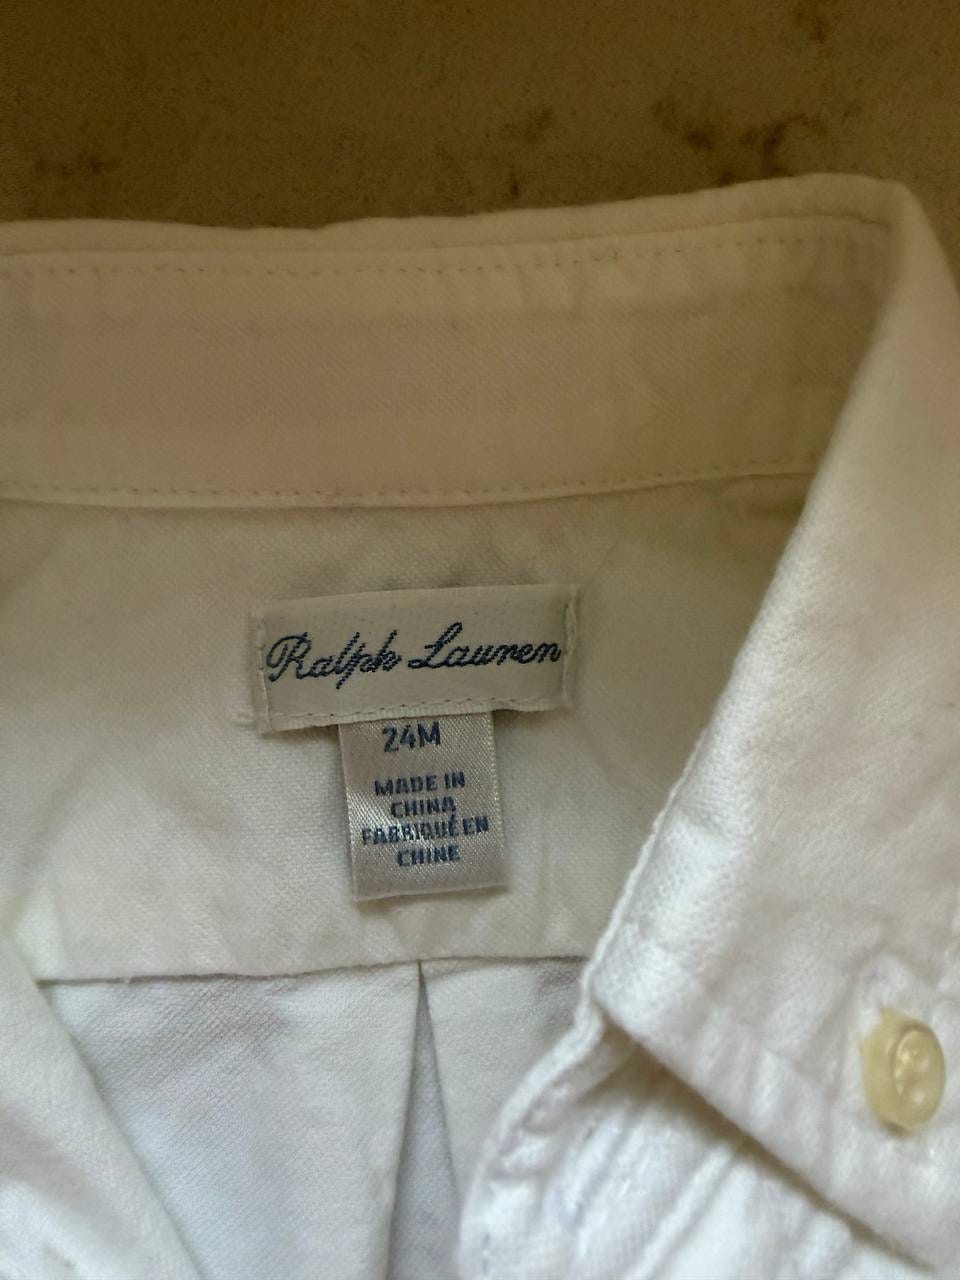 Ralph Lauren
24M
MADE IN
CHINA
FABRIQUÉ EN
CHINE